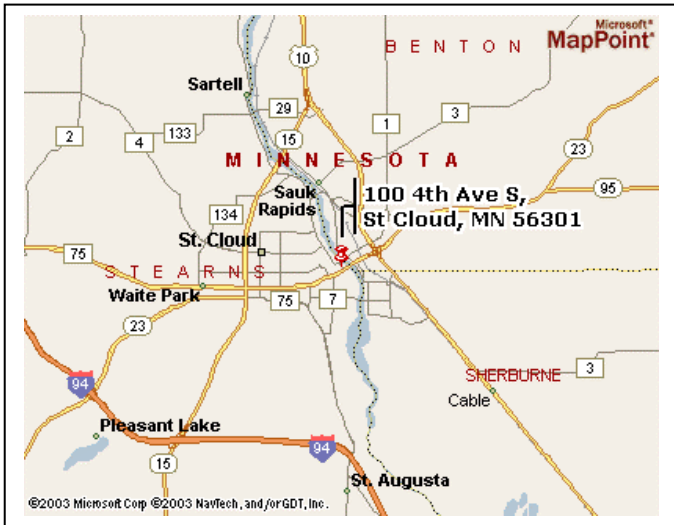 Microsoft®
MapPoint®
BENTON
10
Sartell
29
3
2
133
1
4
15
23
MINNESOTA
95
Sauk
Rapids
100 4th Ave S,
St Cloud, MN 56301
134
St. Cloud
75
STEARNS
Waite Park
75
7
23
SHERBURNE
3
94
Cable
Pleasant Lake
94
15
St. Augusta
©2003 Microsoft Corp ©2003 NavTech, and/or GDT, Inc.